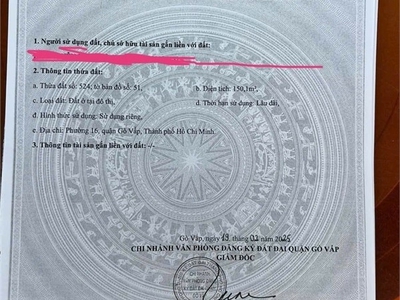 1. Người sử dụng đất, chủ sở hữu tài sản gắn liền với đất:
2. Thông tin thửa đất:
a. Thửa đất số: 524; tờ bản đồ số: 51, b. Diện tích: 150,1m².
c. Loại đất: Đất ở tại đô thị, d. Thời hạn sử dụng: Lâu dài,
đ. Hình thức sử dụng: Sử dụng riêng,
e. Địa chỉ: Phường 16, quận Gò Vấp, Thành phố Hồ Chí Minh.
3. Thông tin tài sản gắn liền với đất: -/-
Gò Vấp, ngày 19 tháng 02 năm 2025
CHI NHÁNH VĂN PHÒNG ĐĂNG KÝ ĐẤT ĐAI QUẬN GÒ VẤP
GIÁM ĐỐC
CHI NHÁNH